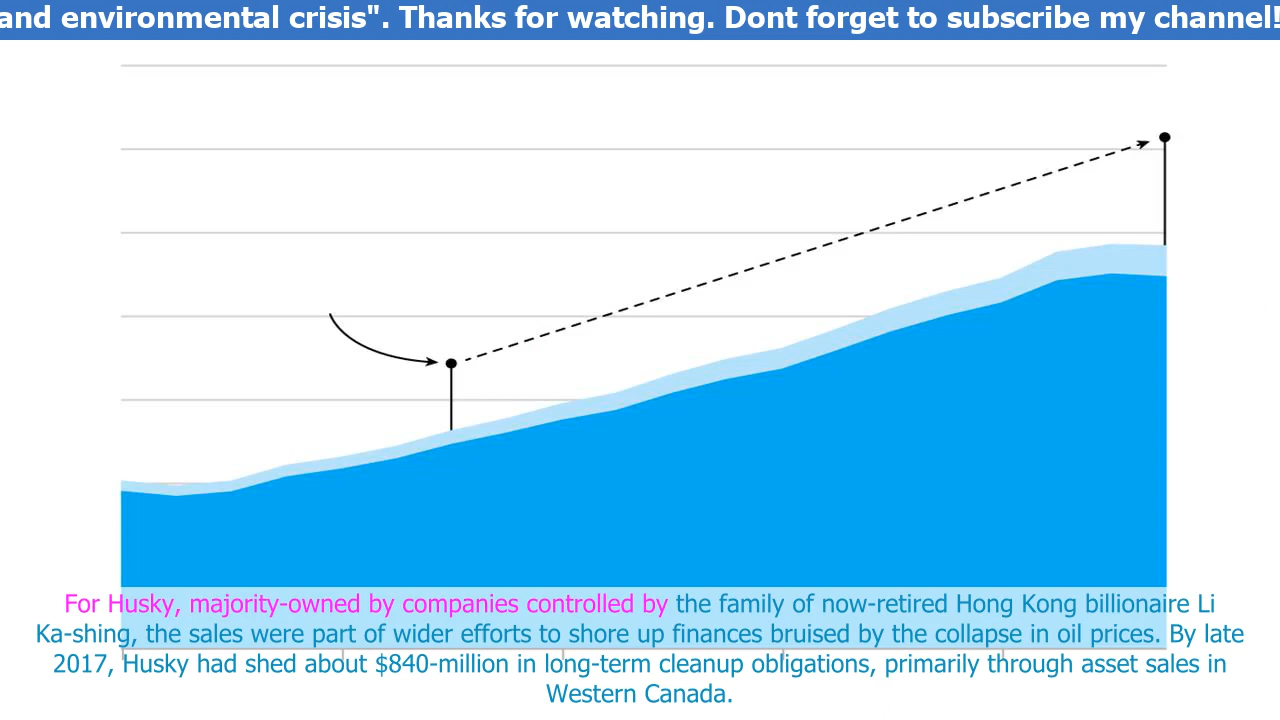 and environmental crisis". Thanks for watching. Dont forget to subscribe my channel!
For Husky, majority-owned by companies controlled by the family of now-retired Hong Kong billionaire Li
Ka-shing, the sales were part of wider efforts to shore up finances bruised by the collapse in oil prices. By late
2017, Husky had shed about $840-million in long-term cleanup obligations, primarily through asset sales in
Western Canada.